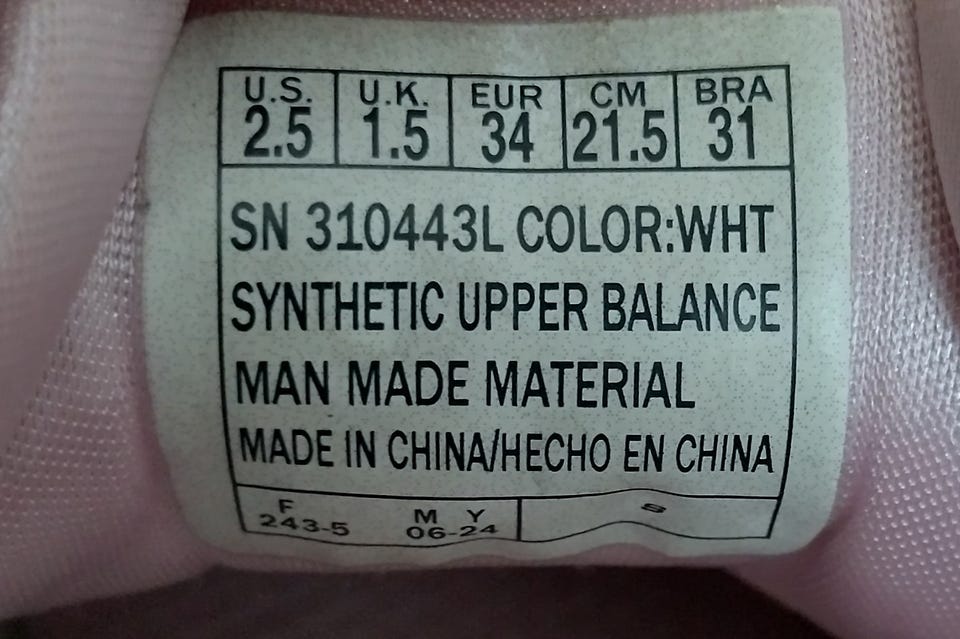 U.S. U.K. EUR CM BRA
2.5 1.5 34 21.5 31
SN 310443L COLOR:WHT
SYNTHETIC UPPER BALANCE
MAN MADE MATERIAL
MADE IN CHINA/HECHO EN CHINA
F M Y S
243-5 06-24